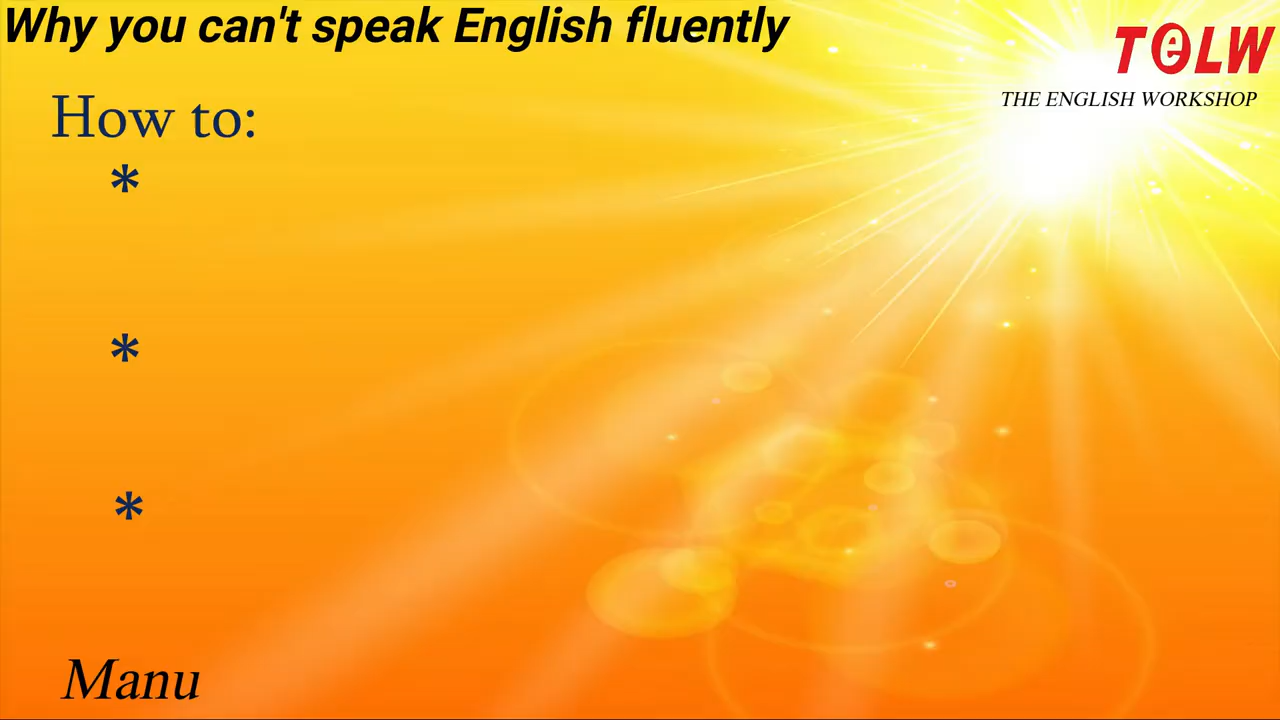 Why you can't speak English fluently
TeLW
THE ENGLISH WORKSHOP
How to:
*
*
*
Manu